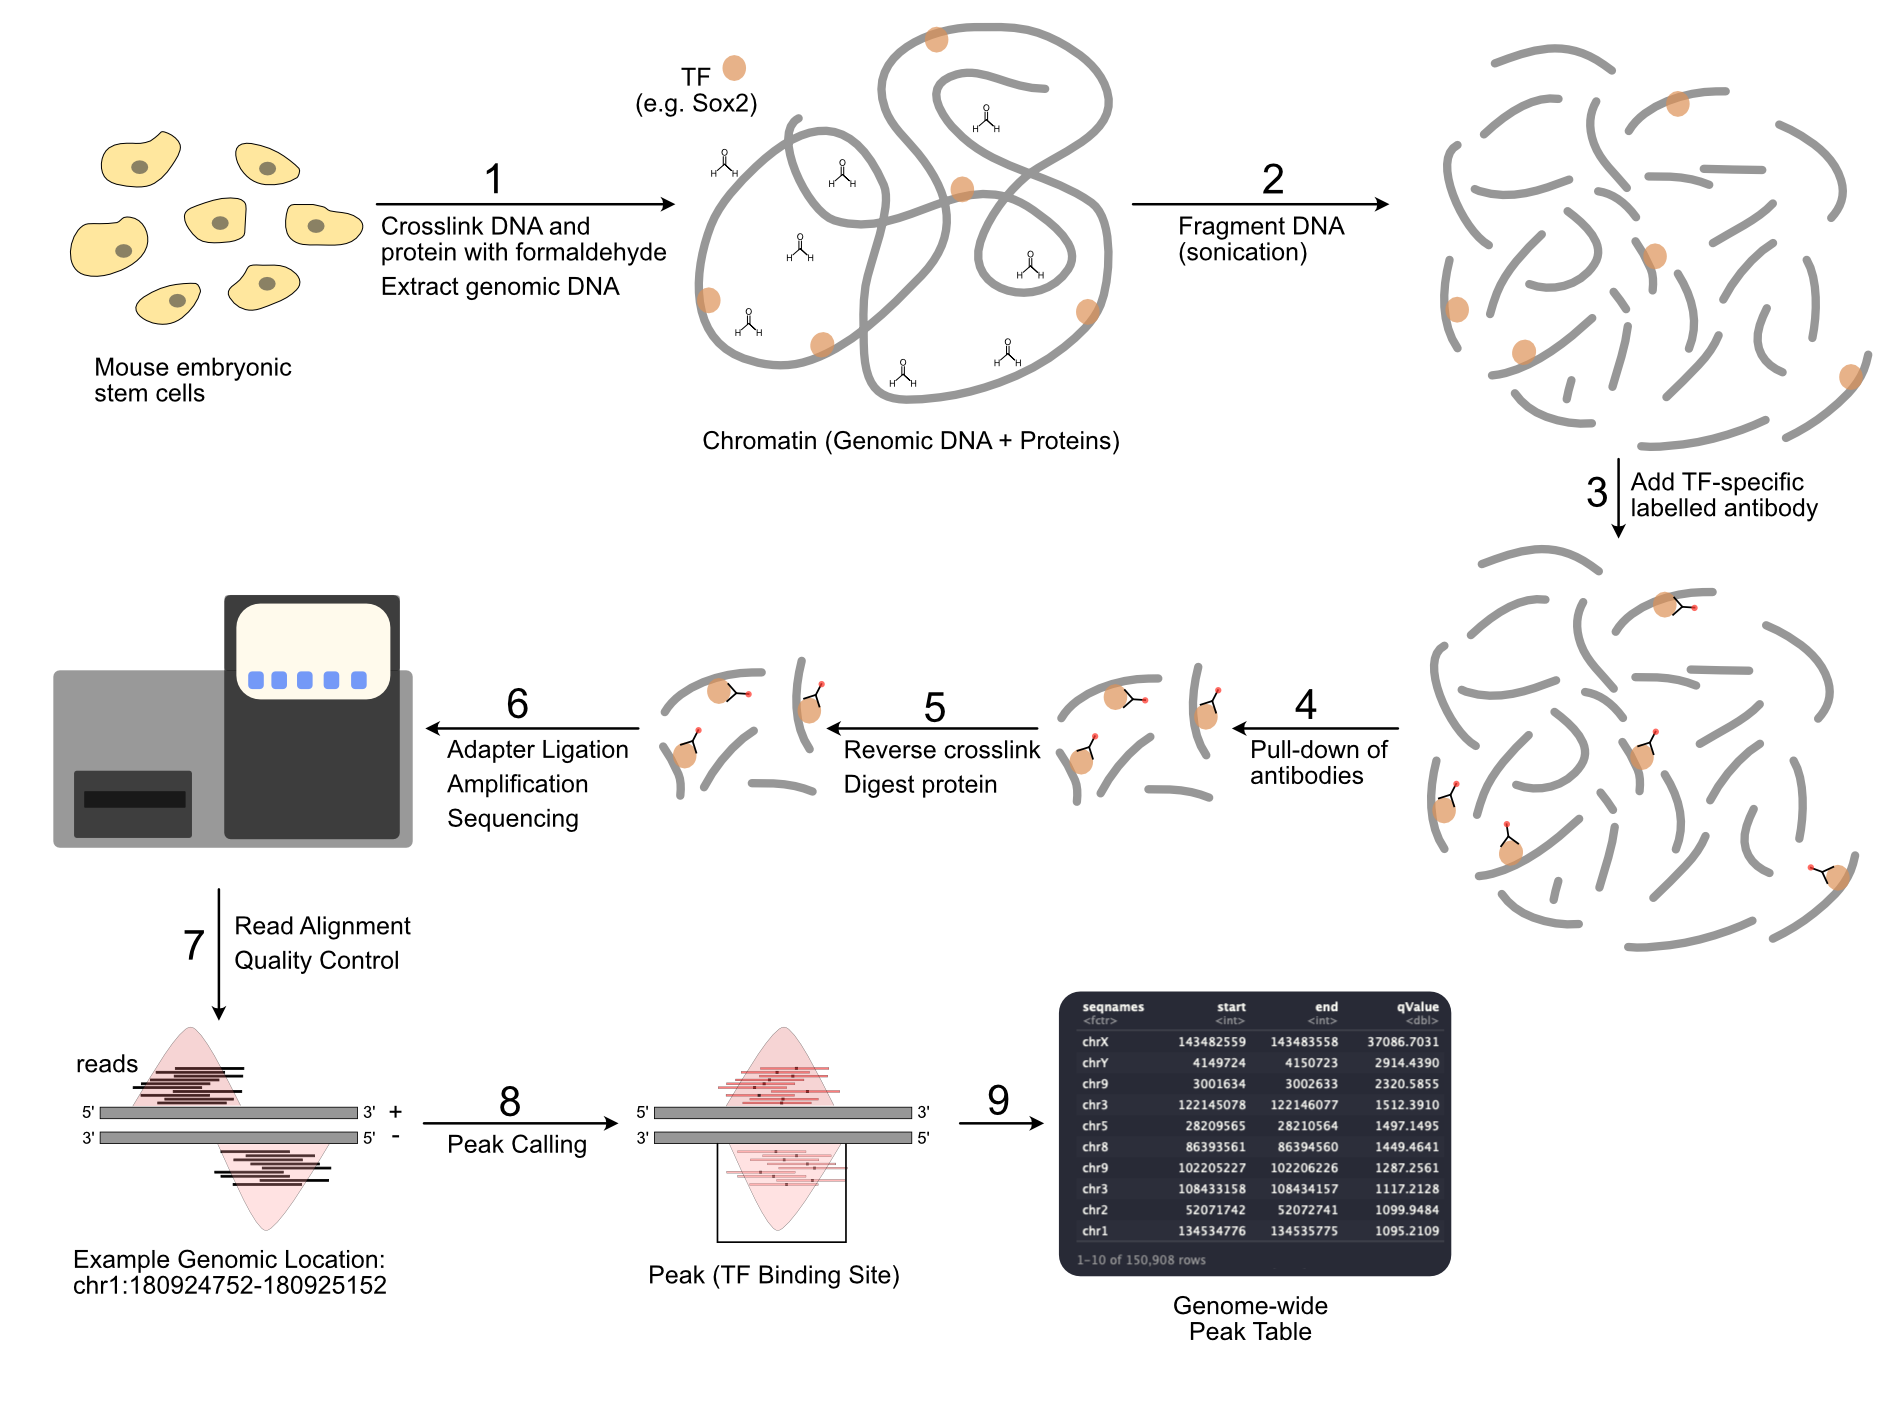 TF
(e.g. Sox2)
1
Crosslink DNA and
protein with formaldehyde
Extract genomic DNA
Mouse embryonic
stem cells
O
H H
O
H H
O
H H
O
H H
O
H H
O
H H
O
H H
O
H H
Chromatin (Genomic DNA + Proteins)
2
Fragment DNA
(sonication)
3
Add TF-specific
labelled antibody
4
Pull-down of
antibodies
5
Reverse crosslink
Digest protein
6
Adapter Ligation
Amplification
Sequencing
7
Read Alignment
Quality Control
reads
5' 3' +
3' 5' -
Example Genomic Location:
chr1:180924752-180925152
8
Peak Calling
5' 3'
3' 5'
Peak (TF Binding Site)
9
seqnames start end qValue
<fctr> <int> <int> <dbl>
chrX 143482559 143483558 37086.7031
chrY 4149724 4150723 2914.4390
chr9 3001634 3002633 2320.5855
chr3 122145078 122146077 1512.3910
chr5 28209565 28210564 1497.1495
chr8 86393561 86394560 1449.4641
chr9 102205227 102206226 1287.2561
chr3 108433158 108434157 1117.2128
chr2 52071742 52072741 1099.9484
chr1 134534776 134535775 1095.2109
1-10 of 150,908 rows
Genome-wide
Peak Table